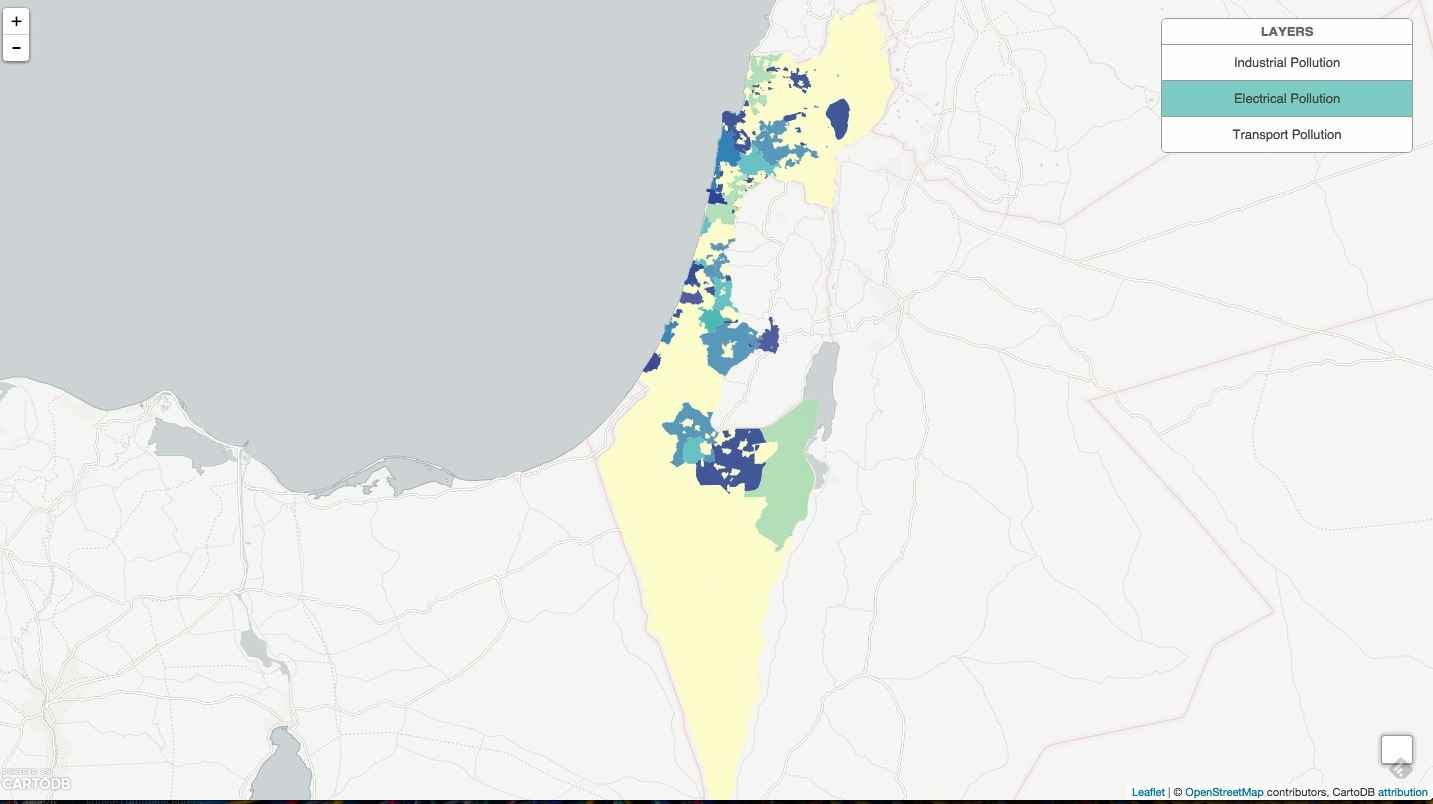 +
LAYERS
Industrial Pollution
−
Electrical Pollution
Transport Pollution
POWERED BY
CARTODB
Leaflet | © OpenStreetMap contributors, CartoDB attribution